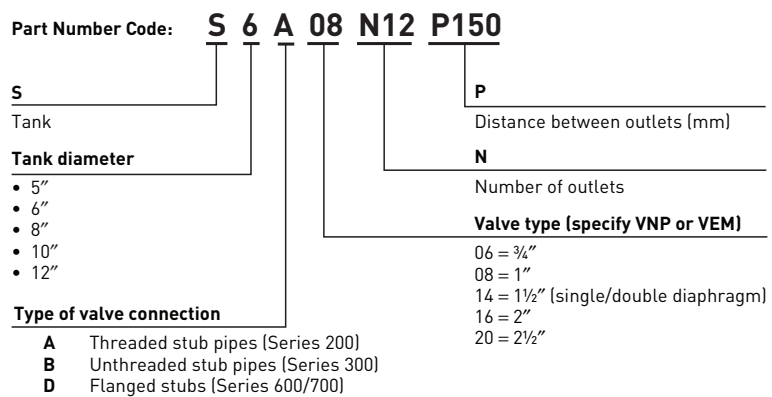 Part Number Code: S 6 A 08 N12 P150
S
Tank
Tank diameter
• 5″
• 6″
• 8″
• 10″
• 12″
Type of valve connection
A Threaded stub pipes (Series 200)
B Unthreaded stub pipes (Series 300)
D Flanged stubs (Series 600/700)
P
Distance between outlets (mm)
N
Number of outlets
Valve type (specify VNP or VEM)
06 = ¾″
08 = 1″
14 = 1½″ (single/double diaphragm)
16 = 2″
20 = 2½″